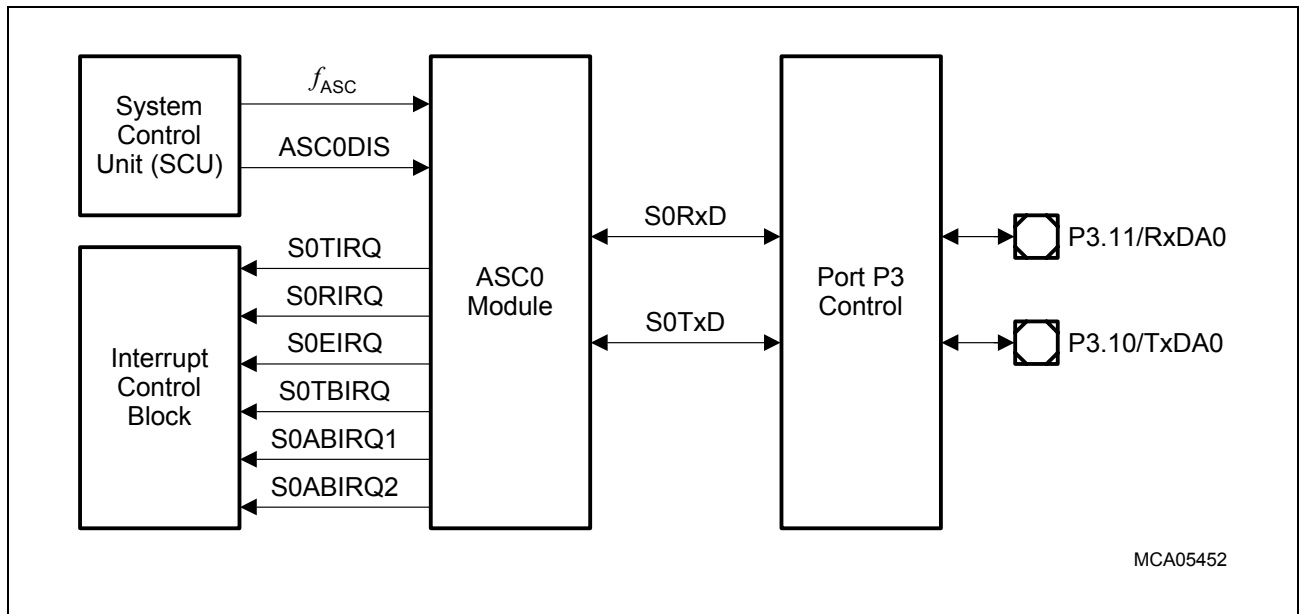 System
Control
Unit (SCU)
fASC
ASC0DIS
Interrupt
Control
Block
S0TIRQ
S0RIRQ
S0EIRQ
S0TBIRQ
S0ABIRQ1
S0ABIRQ2
ASC0
Module
S0RxD
S0TxD
Port P3
Control
P3.11/RxDA0
P3.10/TxDA0
MCA05452